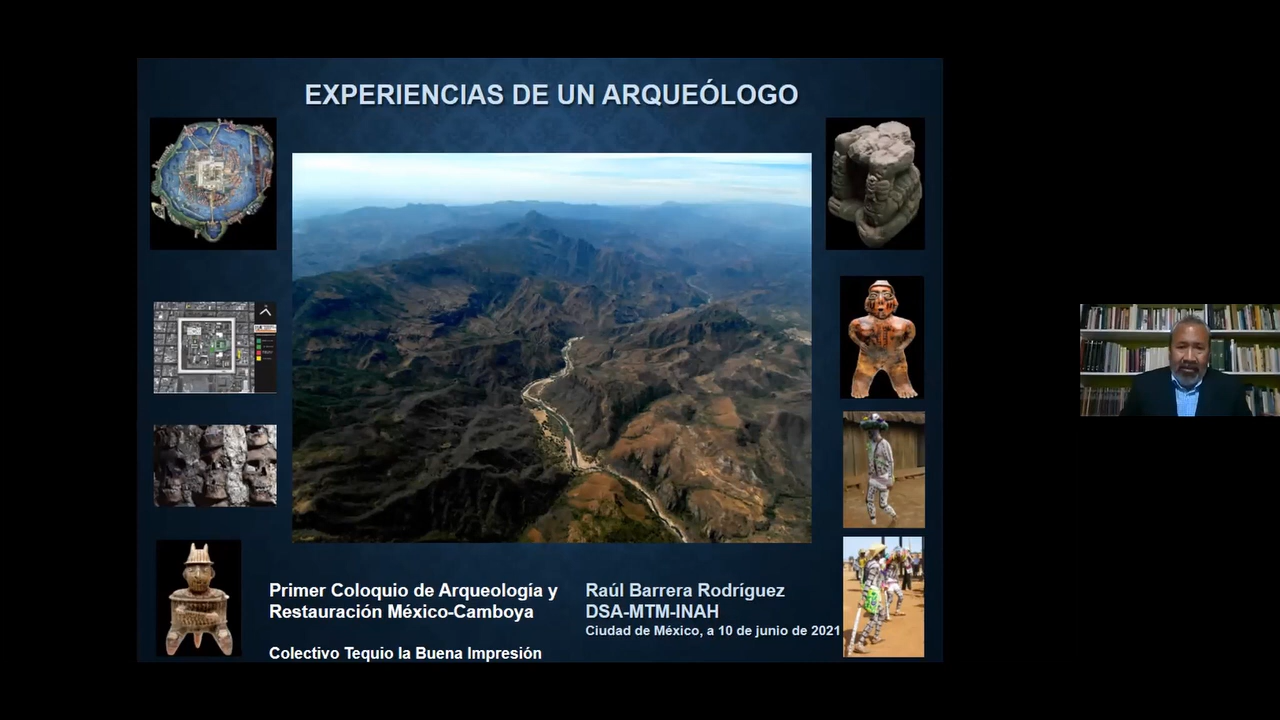 EXPERIENCIAS DE UN ARQUEÓLOGO
Primer Coloquio de Arqueología y
Restauración México-Camboya
Colectivo Tequio la Buena Impresión
Raúl Barrera Rodríguez
DSA-MTM-INAH
Ciudad de México, a 10 de junio de 2021